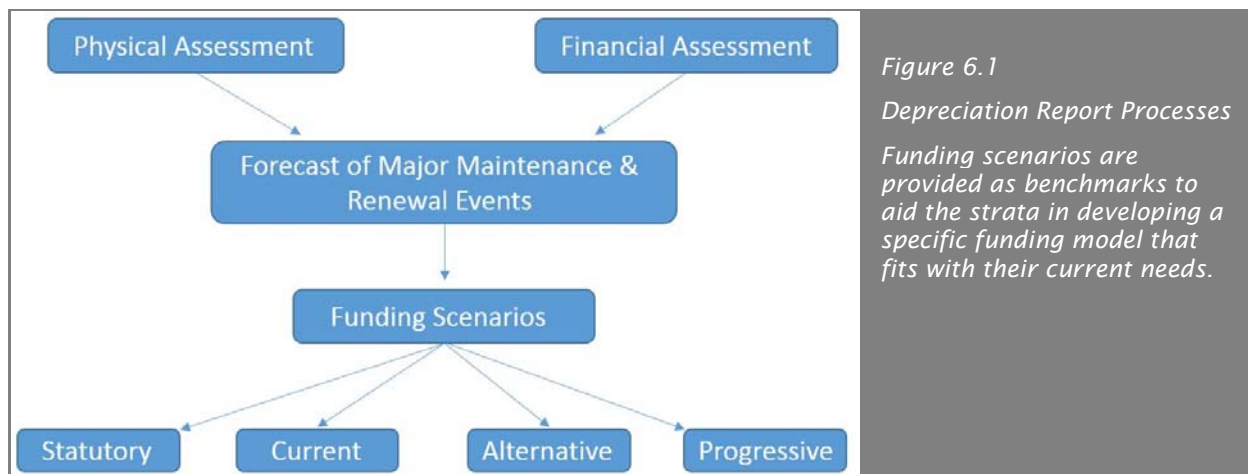 Physical Assessment
Financial Assessment
Forecast of Major Maintenance &
Renewal Events
Funding Scenarios
Statutory
Current
Alternative
Progressive
Figure 6.1
Depreciation Report Processes
Funding scenarios are
provided as benchmarks to
aid the strata in developing a
specific funding model that
fits with their current needs.